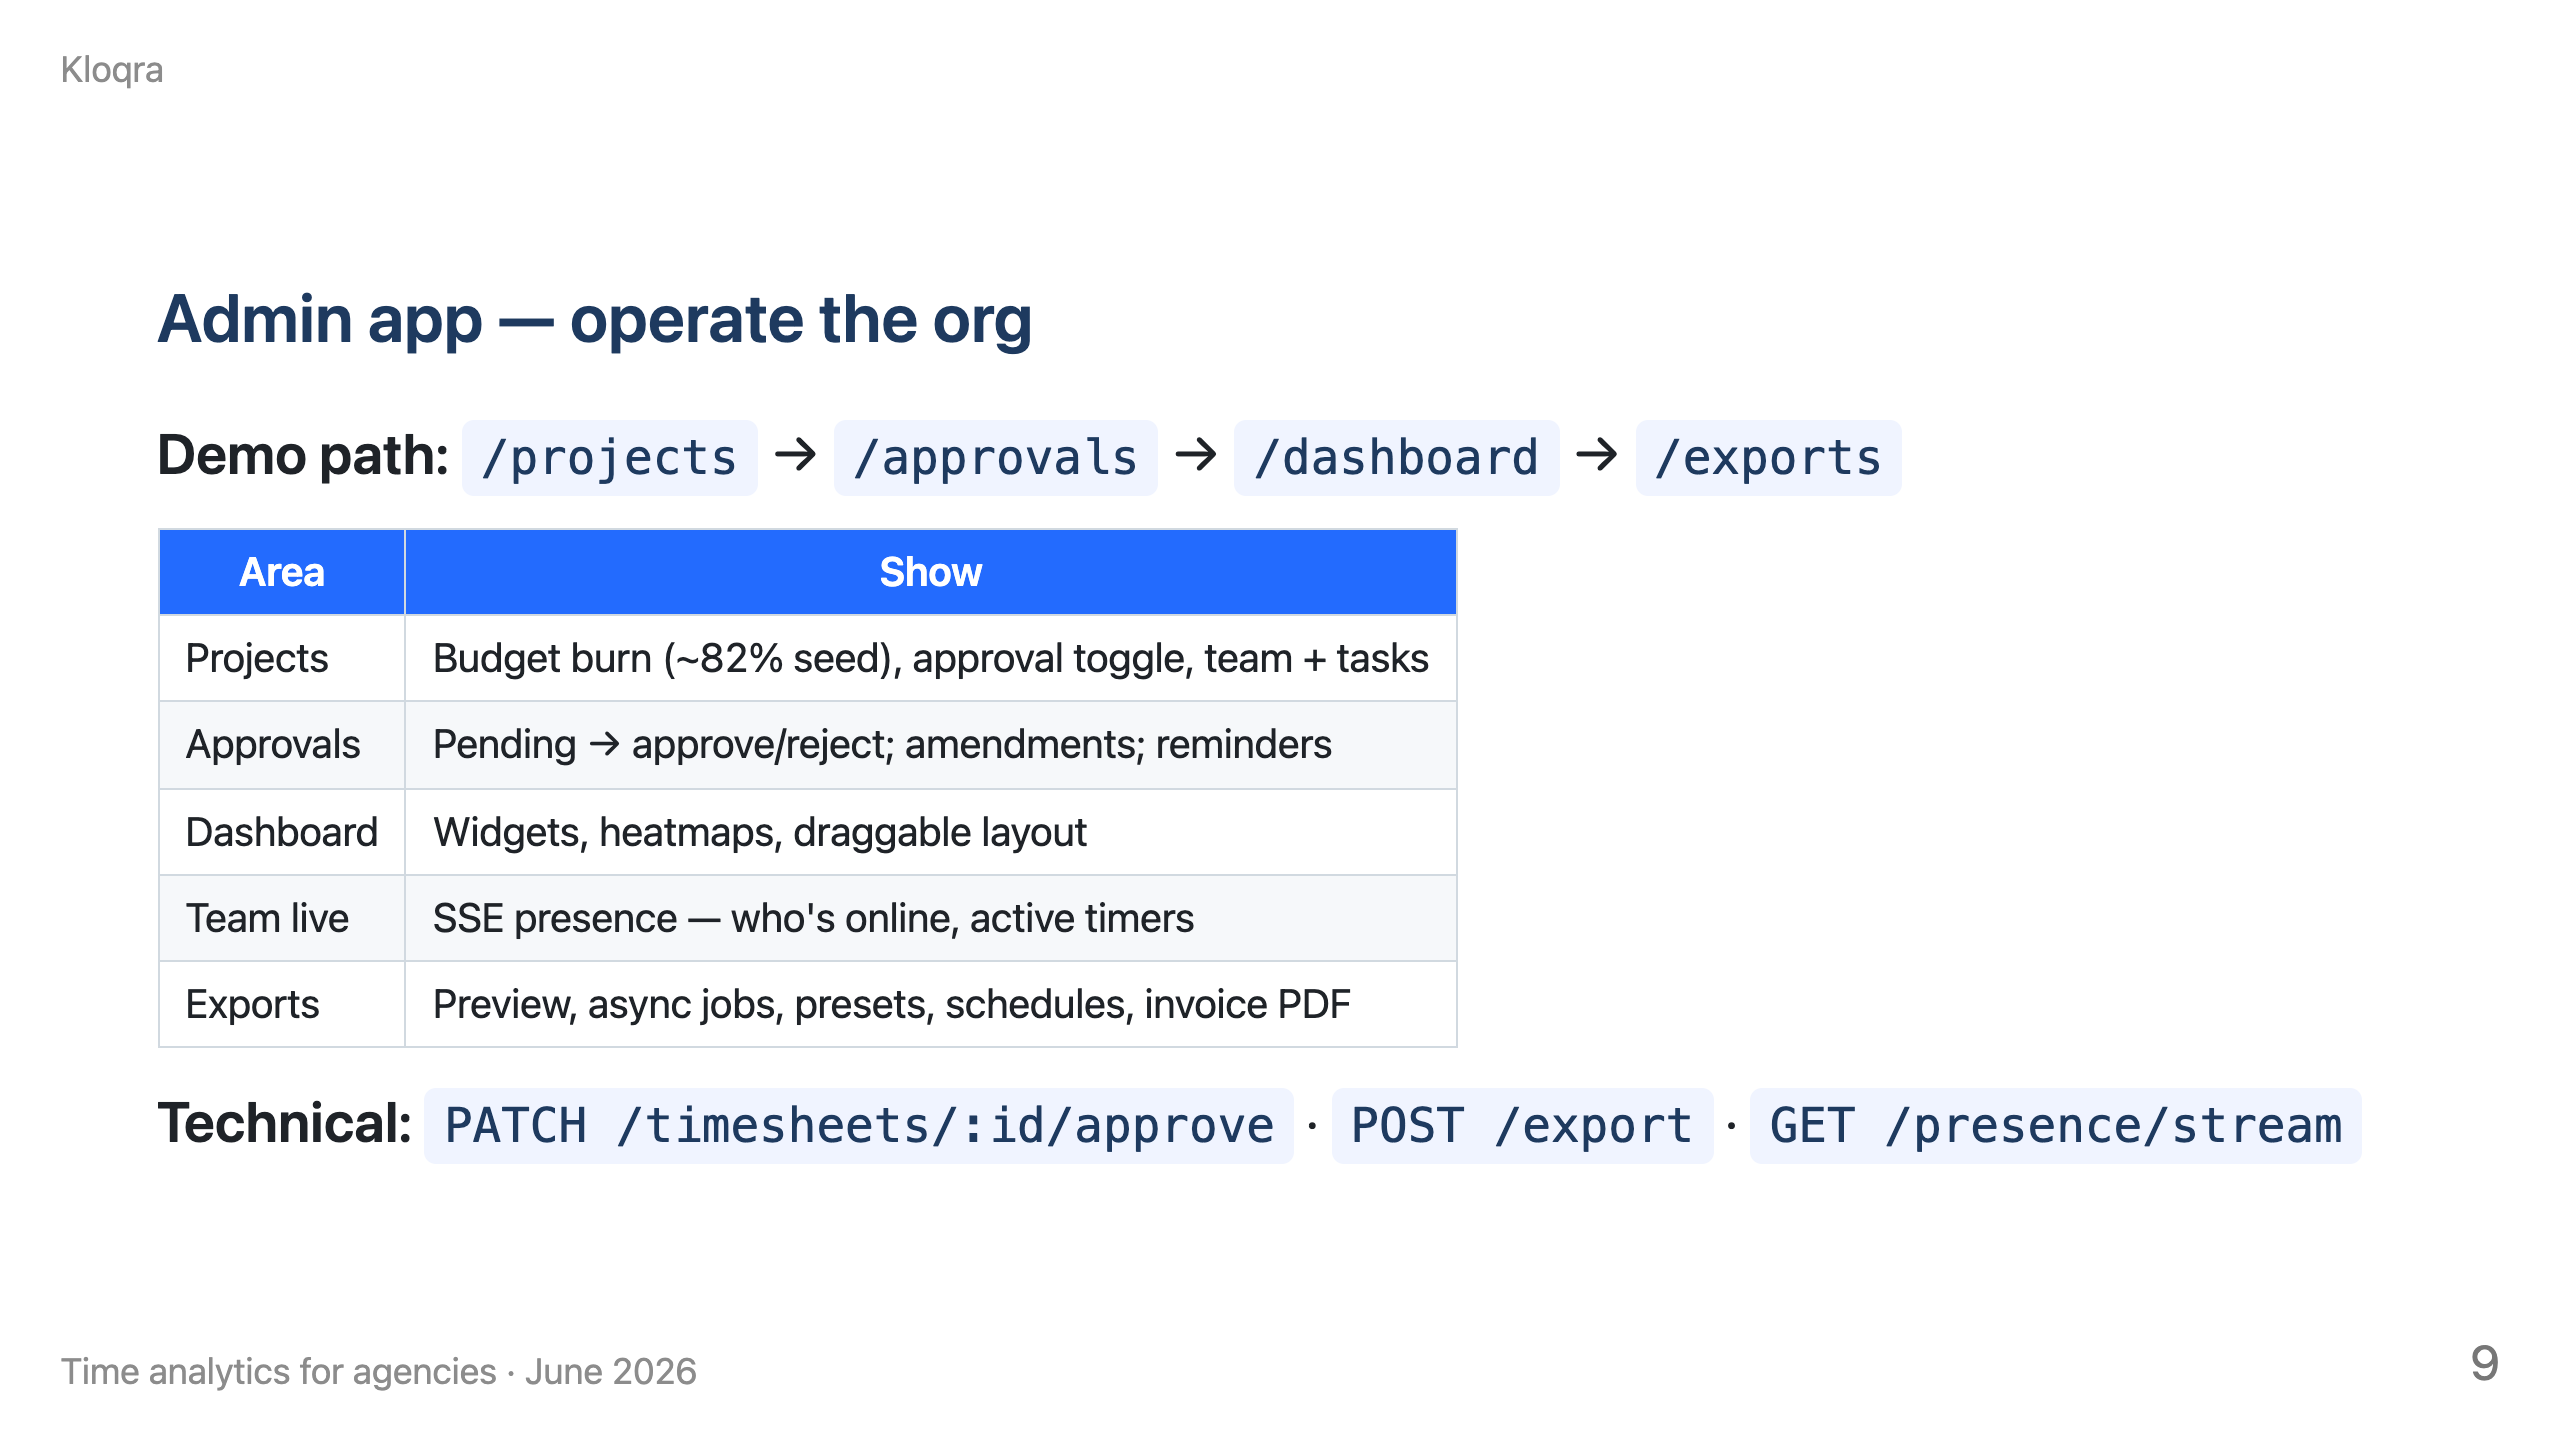 Kloqra
Admin app — operate the org
Demo path: /projects → /approvals → /dashboard → /exports
Area Show
Projects Budget burn (~82% seed), approval toggle, team + tasks
Approvals Pending → approve/reject; amendments; reminders
Dashboard Widgets, heatmaps, draggable layout
Team live SSE presence — who's online, active timers
Exports Preview, async jobs, presets, schedules, invoice PDF
Technical: PATCH /timesheets/:id/approve · POST /export · GET /presence/stream
Time analytics for agencies · June 2026
9